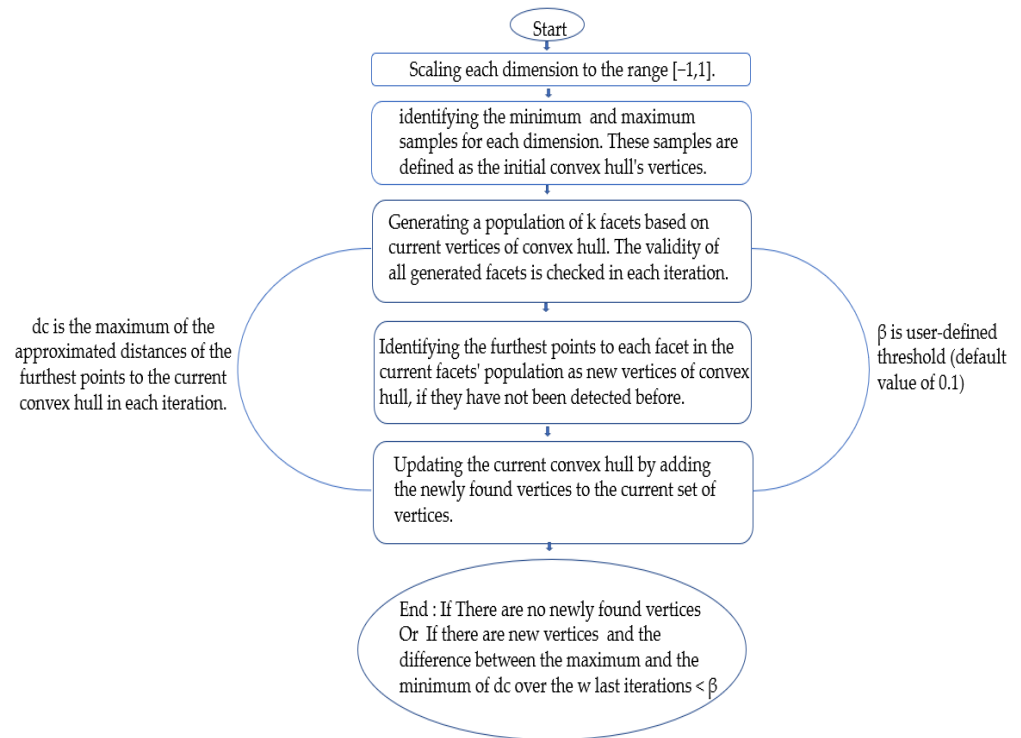 Start
Scaling each dimension to the range [−1,1].
identifying the minimum and maximum
samples for each dimension. These samples are
defined as the initial convex hull's vertices.
Generating a population of k facets based on
current vertices of convex hull. The validity of
all generated facets is checked in each iteration.
dc is the maximum of the
approximated distances of the
furthest points to the current
convex hull in each iteration.
β is user-defined
threshold (default
value of 0.1)
Identifying the furthest points to each facet in the
current facets' population as new vertices of convex
hull, if they have not been detected before.
Updating the current convex hull by adding
the newly found vertices to the current set of
vertices.
End : If There are no newly found vertices
Or If there are new vertices and the
difference between the maximum and the
minimum of dc over the w last iterations < β